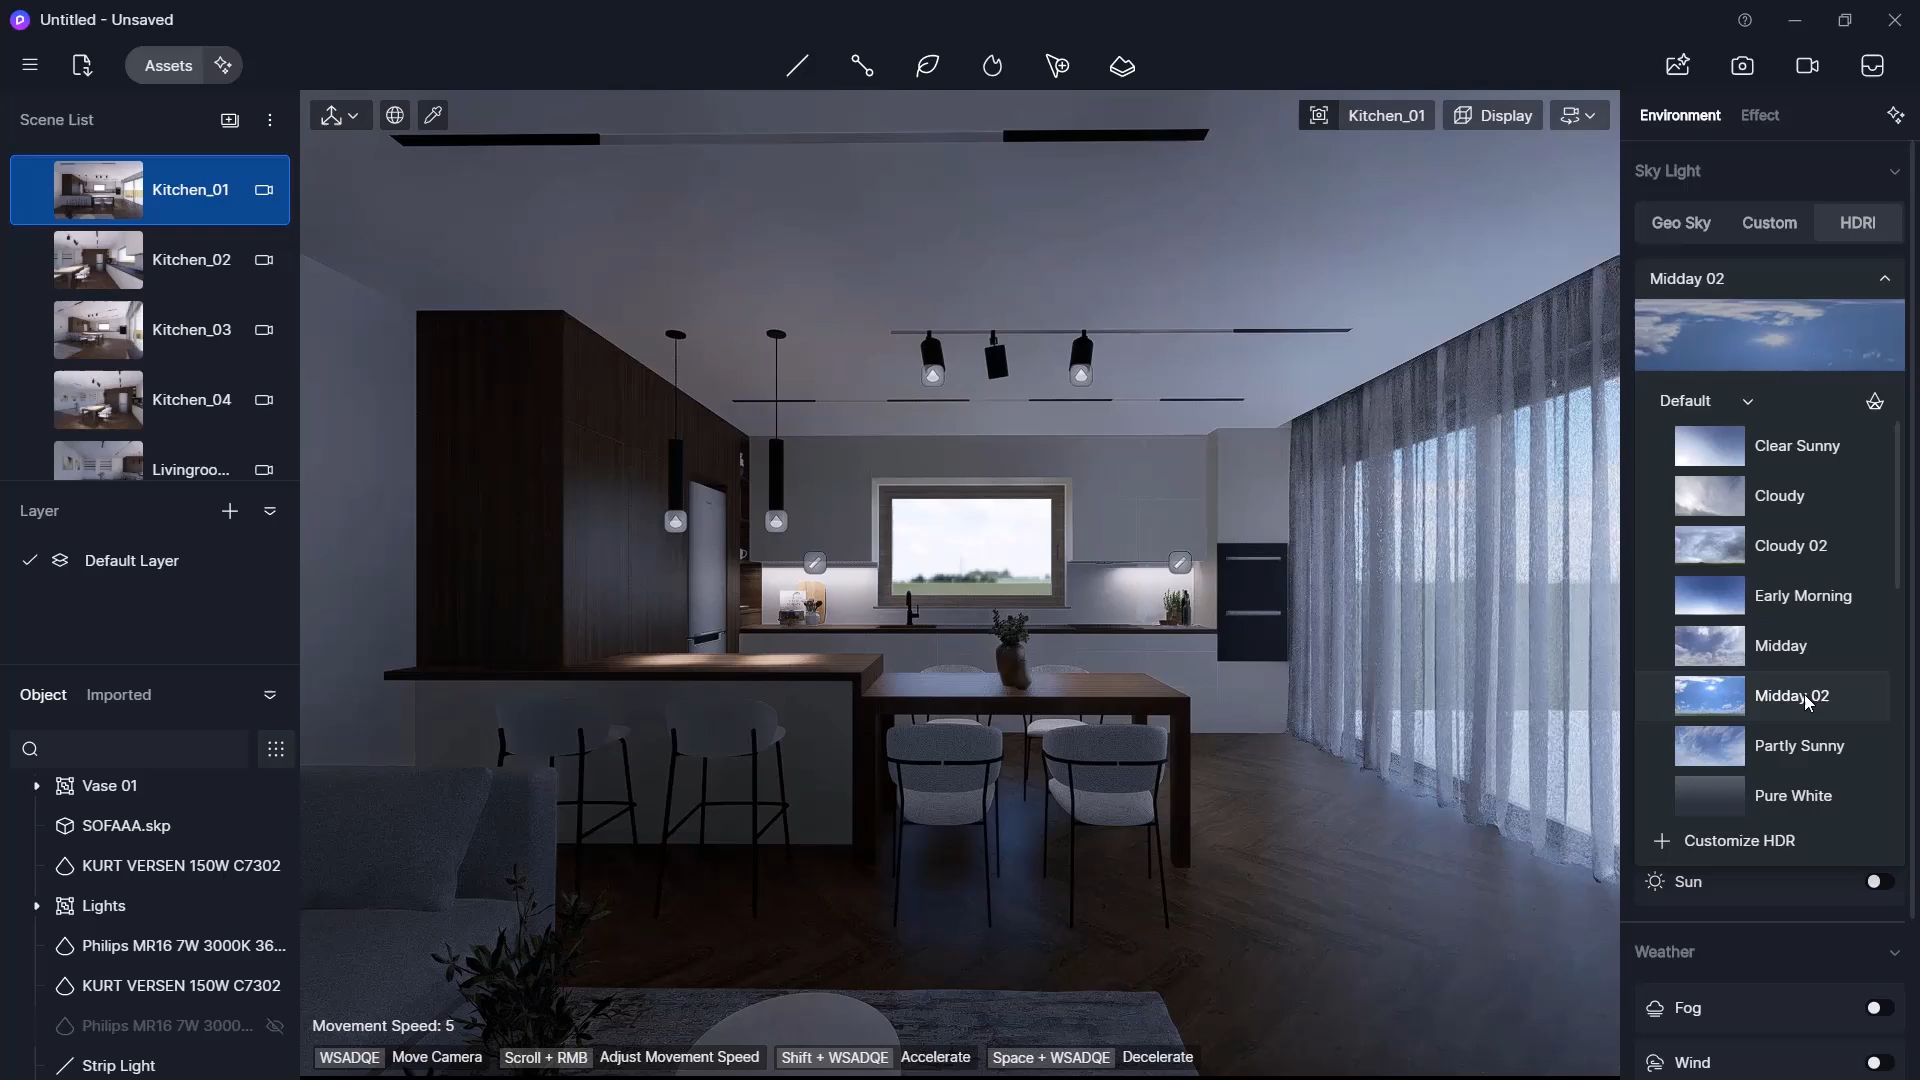 Untitled - Unsaved
Assets
Scene List
Kitchen_01
Kitchen_02
Kitchen_03
Kitchen_04
Livingroo...
Layer
Default Layer
Object
Imported
Vase 01
SOFAAA.skp
KURT VERSEN 150W C7302
Lights
Philips MR16 7W 3000K 36...
KURT VERSEN 150W C7302
Philips MR16 7W 3000...
Strip Light
Kitchen_01
Display
Movement Speed: 5
WSADQE Move Camera Scroll + RMB Adjust Movement Speed Shift + WSADQE Accelerate Space + WSADQE Decelerate
Environment
Effect
Sky Light
Geo Sky
Custom
HDRI
Midday 02
Default
Clear Sunny
Cloudy
Cloudy 02
Early Morning
Midday
Midday 02
Partly Sunny
Pure White
Customize HDR
Sun
Weather
Fog
Wind